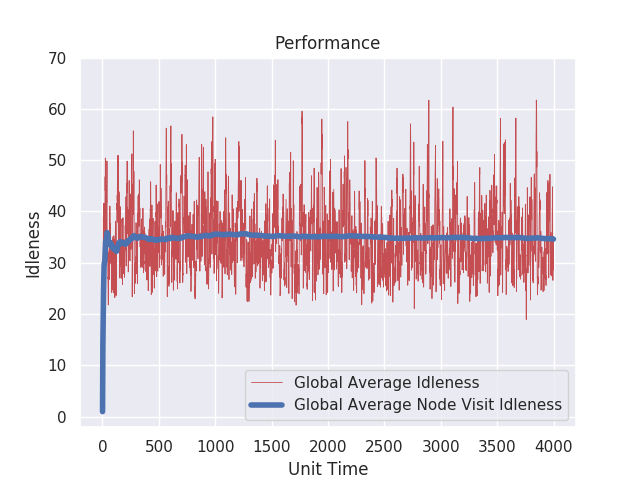 Performance
70
60
50
40
30
20
10
0
Idleness
Global Average Idleness
Global Average Node Visit Idleness
0 500 1000 1500 2000 2500 3000 3500 4000
Unit Time